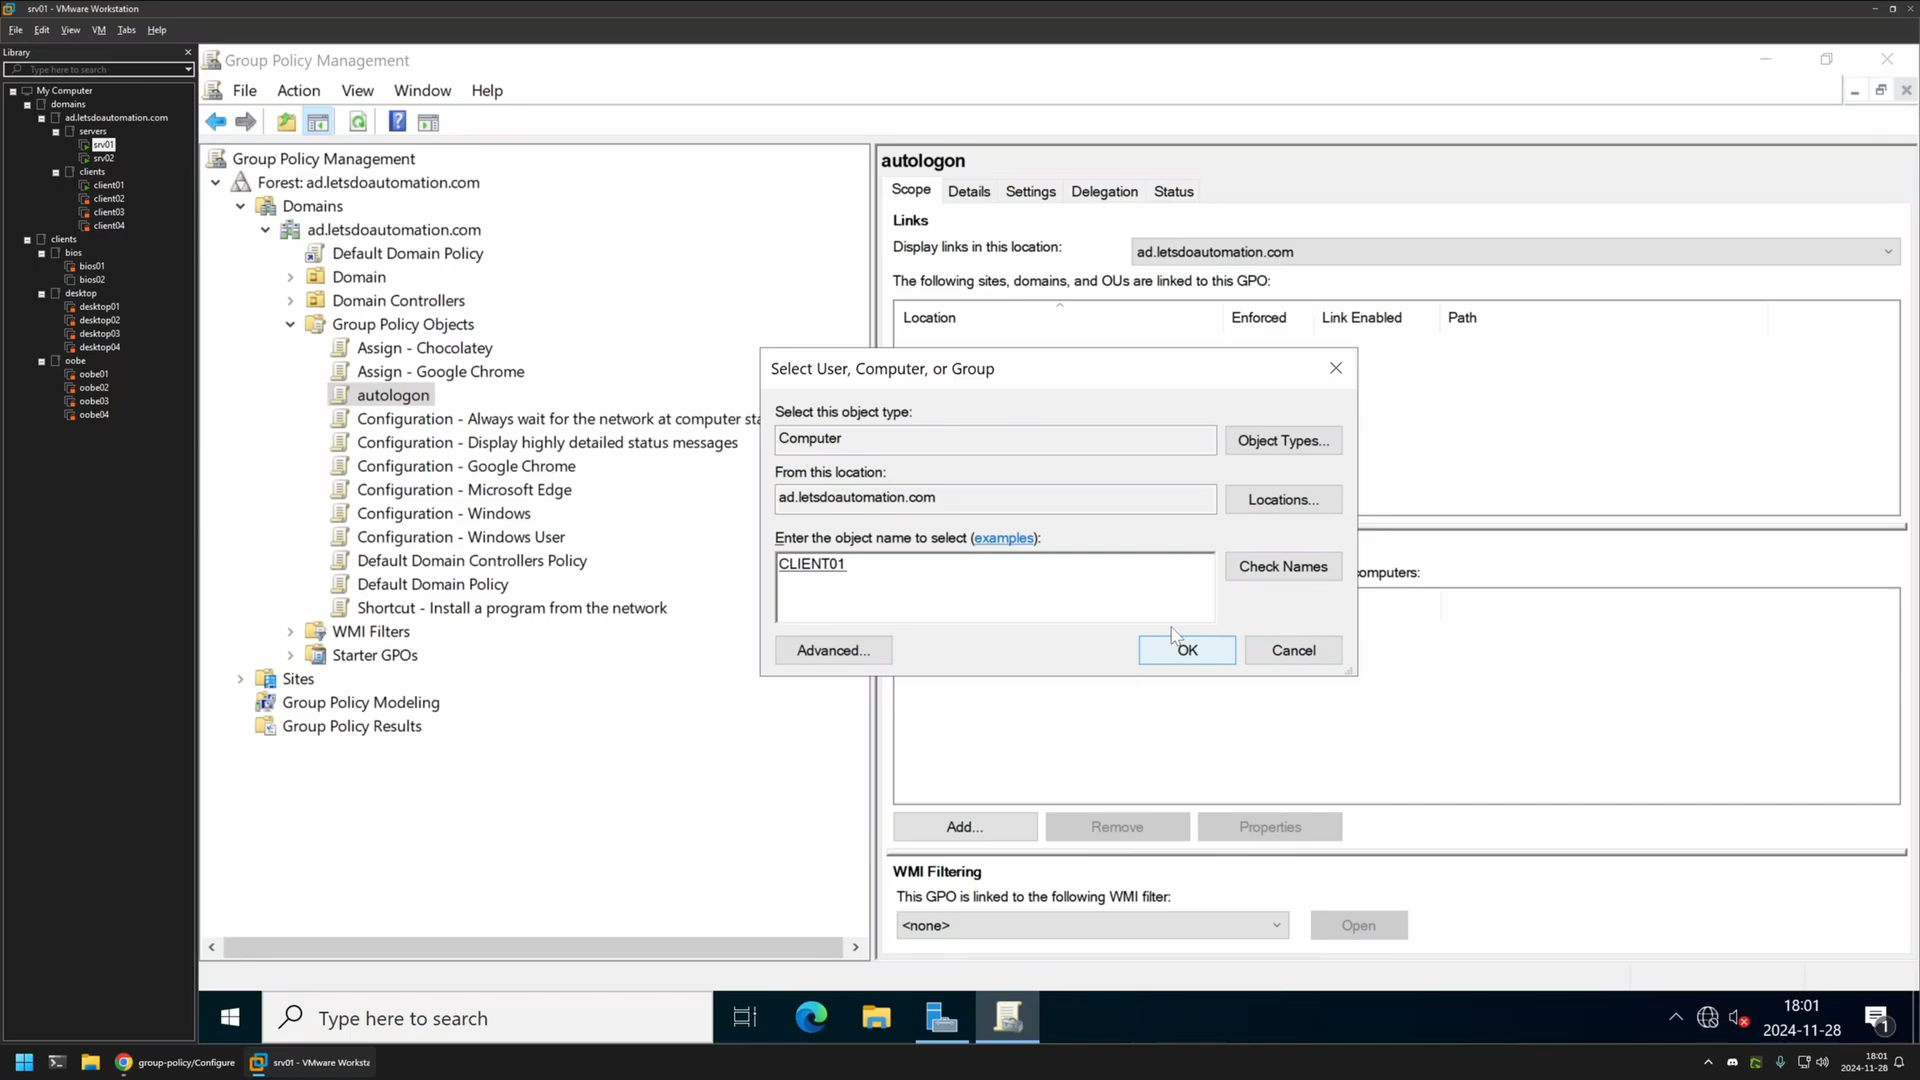 srv01 - VMware Workstation
File Edit View VM Tabs Help
Library
Type here to search
My Computer
domains
ad.letsdoautomation.com
servers
srv01
srv02
clients
client01
client02
client03
client04
clients
bios
bios01
bios02
desktop
desktop01
desktop02
desktop03
desktop04
oobe
oobe01
oobe02
oobe03
oobe04
Group Policy Management
File Action View Window Help
Group Policy Management
Forest: ad.letsdoautomation.com
Domains
ad.letsdoautomation.com
Default Domain Policy
Domain
Domain Controllers
Group Policy Objects
Assign - Chocolatey
Assign - Google Chrome
autologon
Configuration - Always wait for the network at computer sta
Configuration - Display highly detailed status messages
Configuration - Google Chrome
Configuration - Microsoft Edge
Configuration - Windows
Configuration - Windows User
Default Domain Controllers Policy
Default Domain Policy
Shortcut - Install a program from the network
WMI Filters
Starter GPOs
Sites
Group Policy Modeling
Group Policy Results
autologon
Scope Details Settings Delegation Status
Links
Display links in this location: ad.letsdoautomation.com
The following sites, domains, and OUs are linked to this GPO:
Location Enforced Link Enabled Path
Select User, Computer, or Group
Select this object type:
Computer Object Types...
From this location:
ad.letsdoautomation.com Locations...
Enter the object name to select (examples):
CLIENT01 Check Names
Advanced... OK Cancel
omputers:
Add... Remove Properties
WMI Filtering
This GPO is linked to the following WMI filter:
<none> Open
Type here to search
18:01
2024-11-28
1
group-policy/Configure
srv01 - VMware Worksta
18:01
2024-11-28